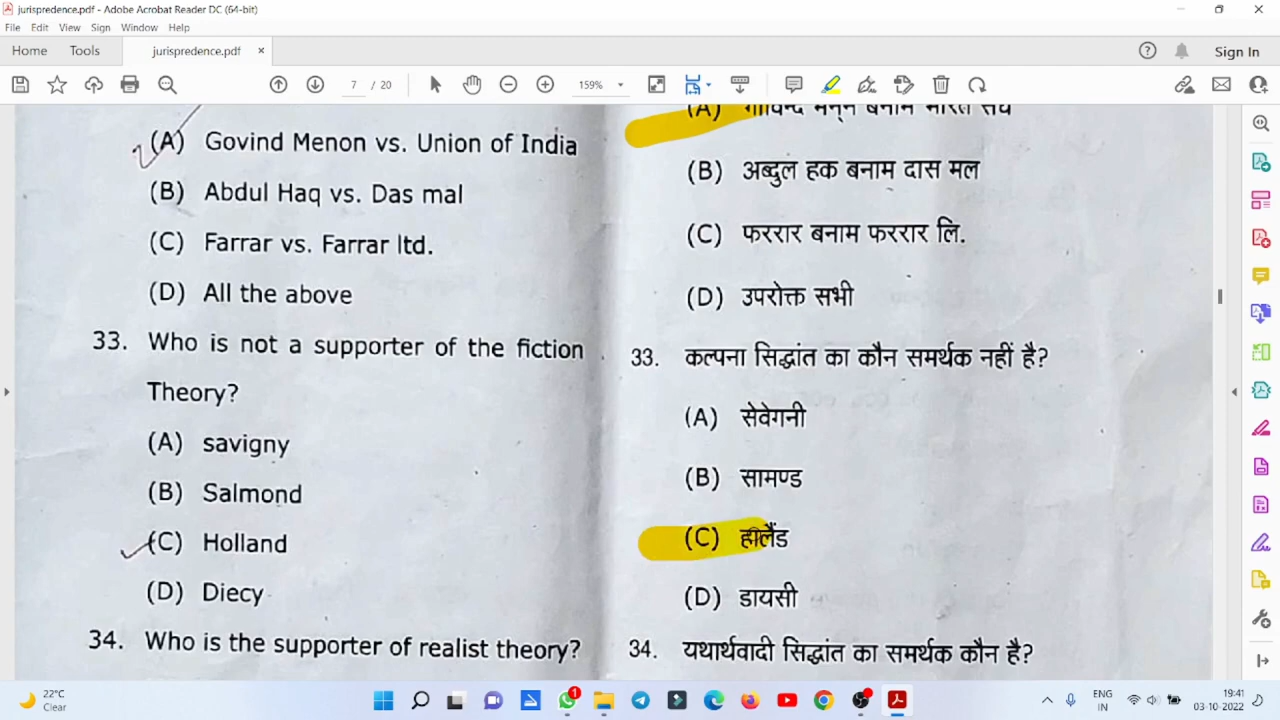 jurispredence.pdf - Adobe Acrobat Reader DC (64-bit)
File Edit View Sign Window Help
Home Tools jurispredence.pdf × Sign In
7 / 20 159%
(A) Govind Menon vs. Union of India
(B) Abdul Haq vs. Das mal
(C) Farrar vs. Farrar ltd.
(D) All the above
33. Who is not a supporter of the fiction
Theory?
(A) savigny
(B) Salmond
(C) Holland
(D) Diecy
34. Who is the supporter of realist theory?
(A)
(B) अब्दुल हक बनाम दास मल
(C) फररार बनाम फररार लि.
(D) उपरोक्त सभी
33. कल्पना सिद्धांत का कौन समर्थक नहीं है?
(A) सेवेगनी
(B) सामण्ड
(C)
(D) डायसी
34. यथार्थवादी सिद्धांत का समर्थक कौन है?
22°C
Clear
1
ENG
IN
19:41
03-10-2022